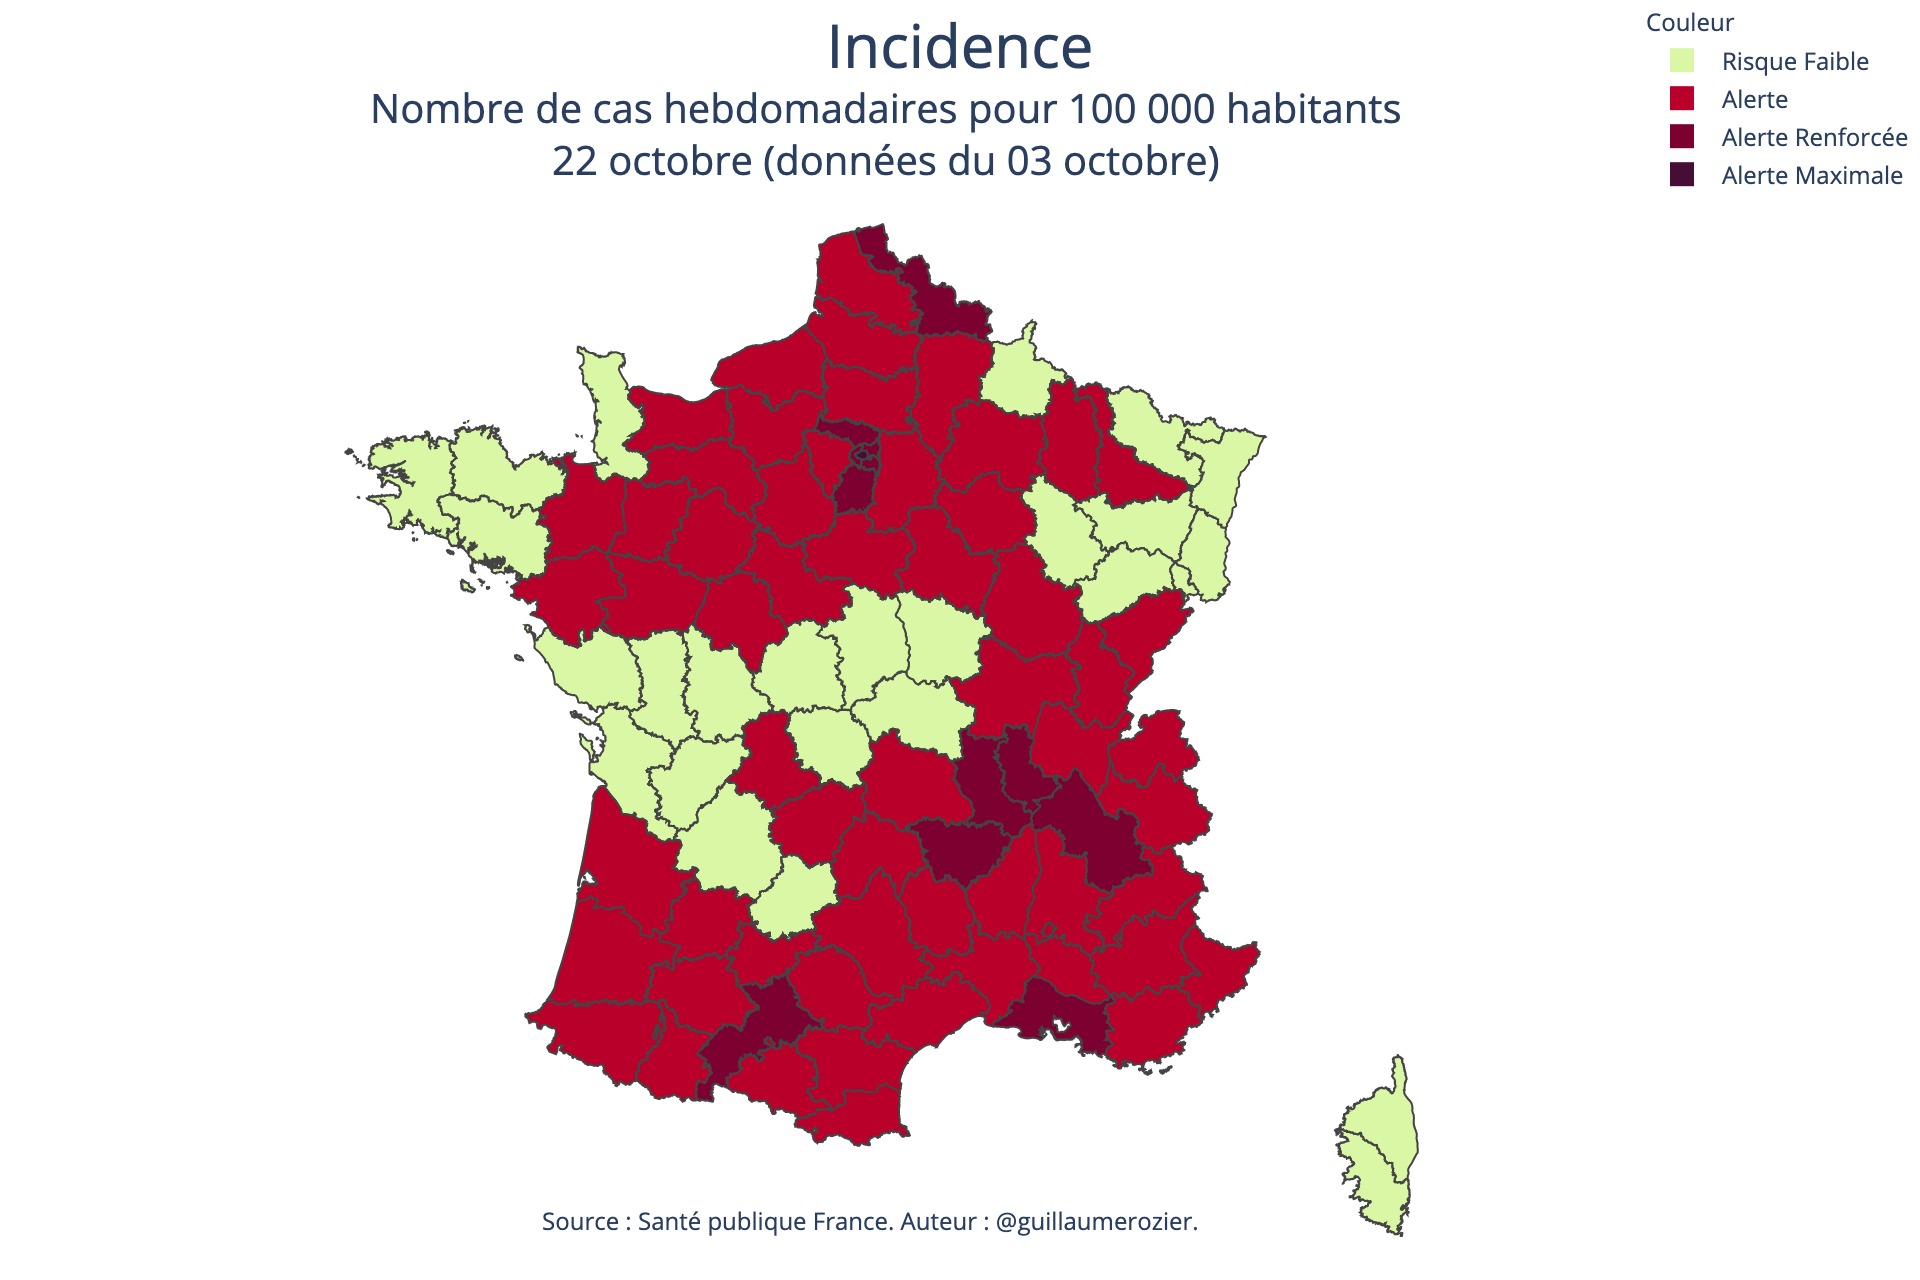 Incidence
Nombre de cas hebdomadaires pour 100 000 habitants
22 octobre (données du 03 octobre)
Couleur
Risque Faible
Alerte
Alerte Renforcée
Alerte Maximale
Source : Santé publique France. Auteur : @guillaumerozier.